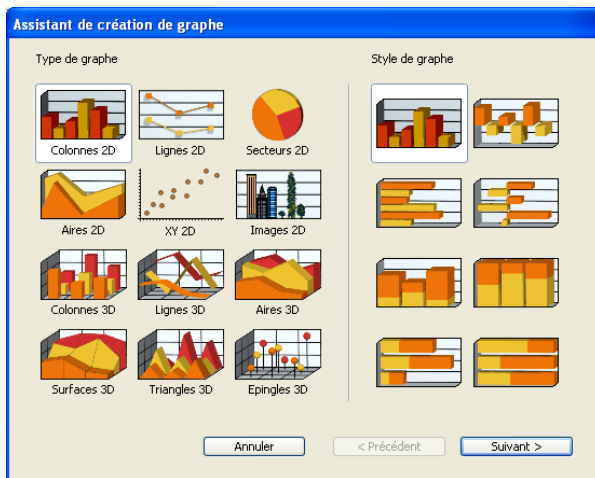 Assistant de création de graphe
Type de graphe
Style de graphe
Colonnes 2D
Lignes 2D
Secteurs 2D
Aires 2D
XY 2D
Images 2D
Colonnes 3D
Lignes 3D
Aires 3D
Surfaces 3D
Triangles 3D
Epingles 3D
Annuler
< Précédent
Suivant >